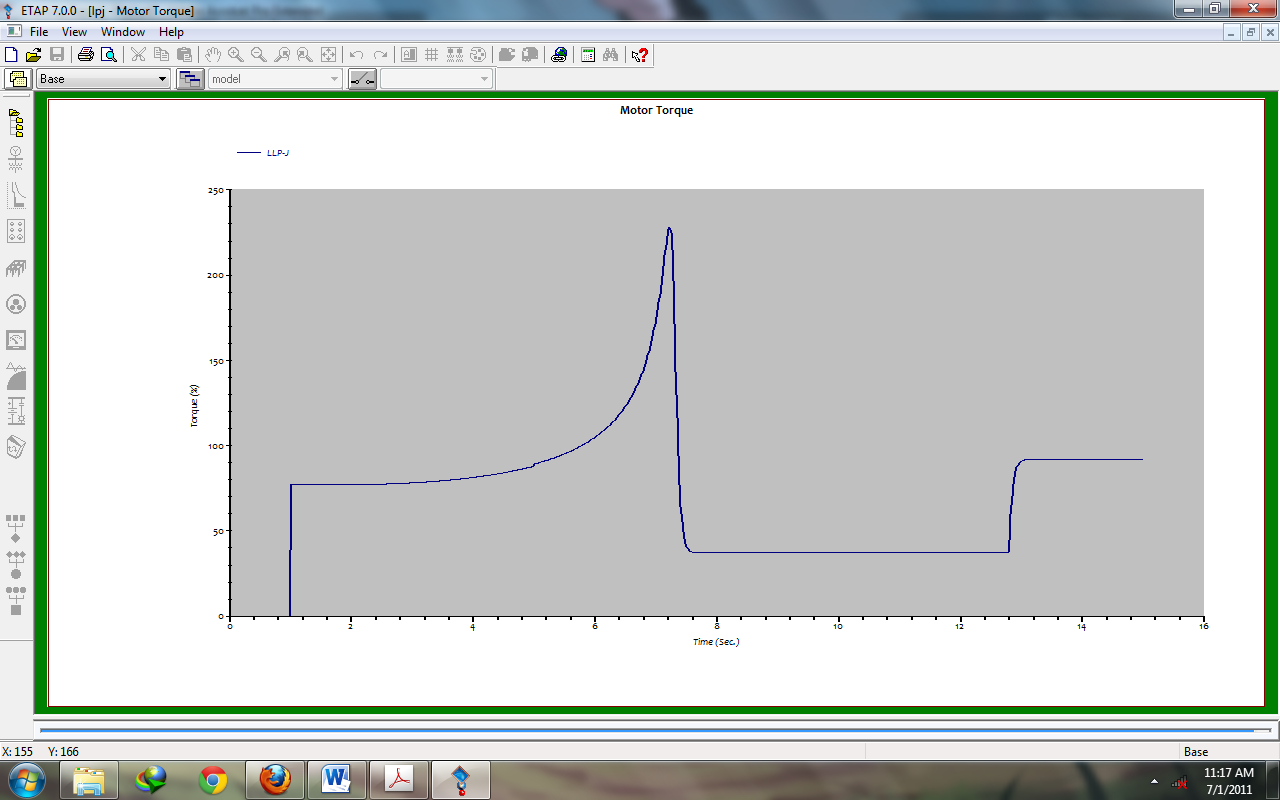 ETAP 7.0.0 - [lpj - Motor Torque]
File View Window Help
Base model
Motor Torque
LLP-J
250
200
150
100
50
0
Torque (%)
0 2 4 6 8 10 12 14 16
Time (Sec.)
X: 155 Y: 166 Base
11:17 AM
7/1/2011